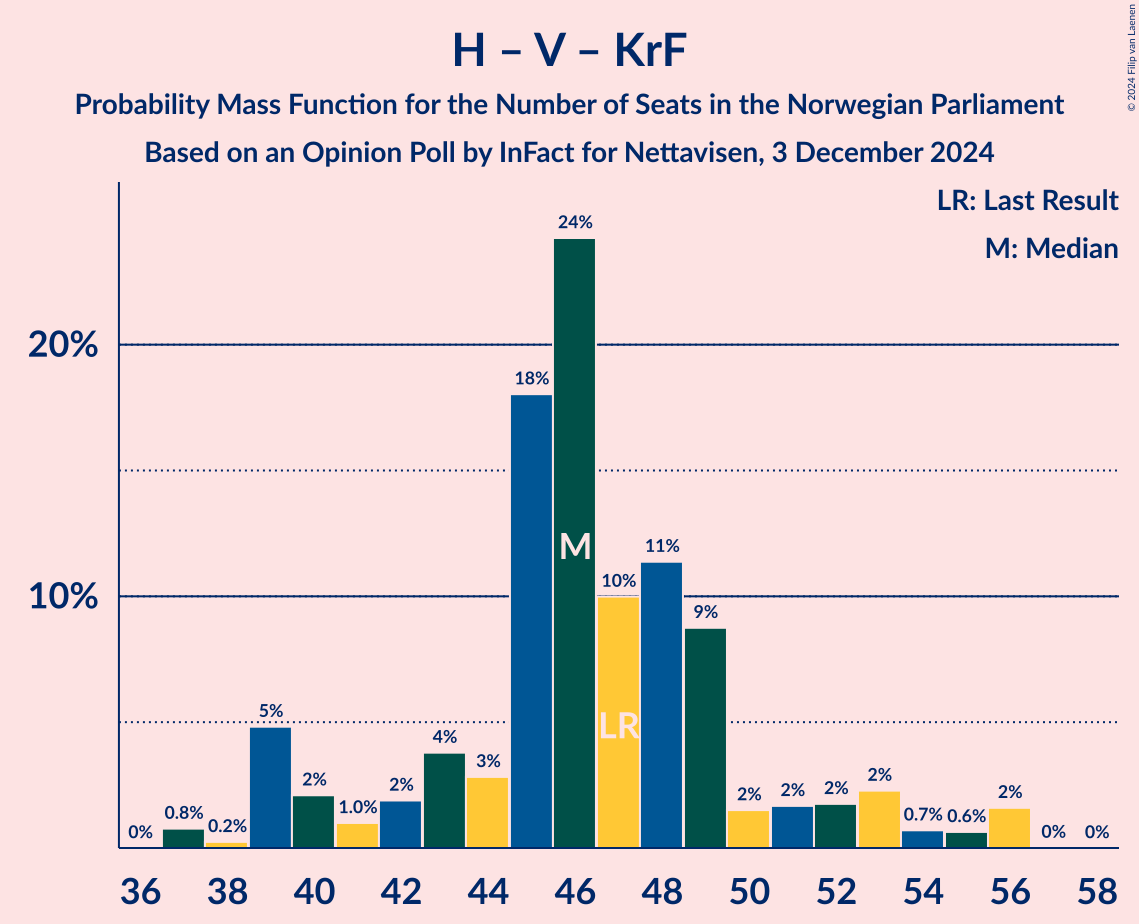 H – V – KrF
Probability Mass Function for the Number of Seats in the Norwegian Parliament
Based on an Opinion Poll by InFact for Nettavisen, 3 December 2024
© 2024 Filip van Laenen
LR: Last Result
M: Median
20%
10%
0%
0.8%
0.2%
5%
2%
1.0%
2%
4%
3%
18%
24%
10%
11%
9%
2%
2%
2%
2%
0.7%
0.6%
2%
0%
0%
M
LR
36 38 40 42 44 46 48 50 52 54 56 58